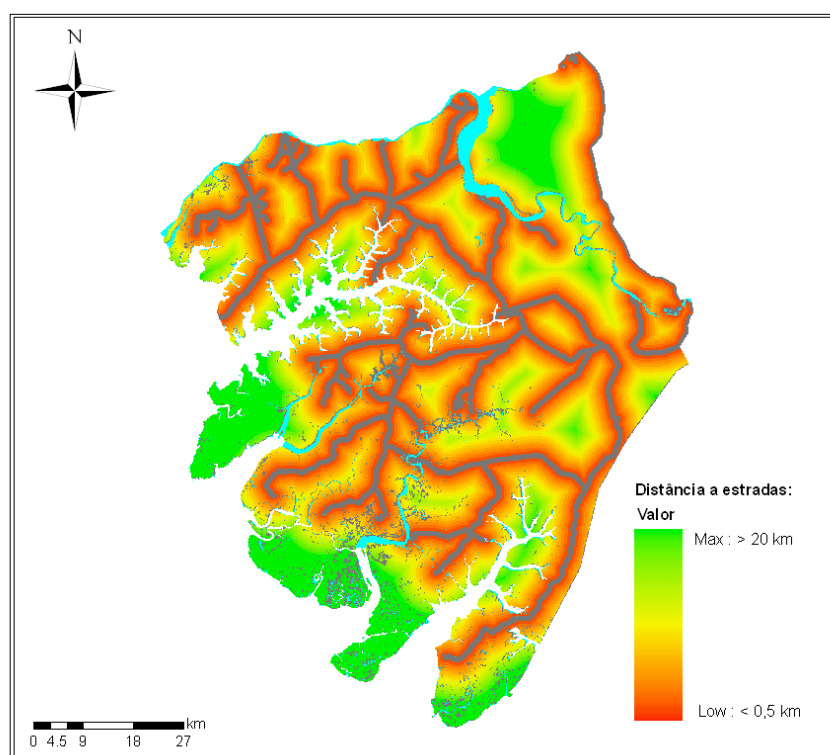 N
Distância a estradas:
Valor
Max : > 20 km
Low : < 0,5 km
km
0 4.5 9 18 27